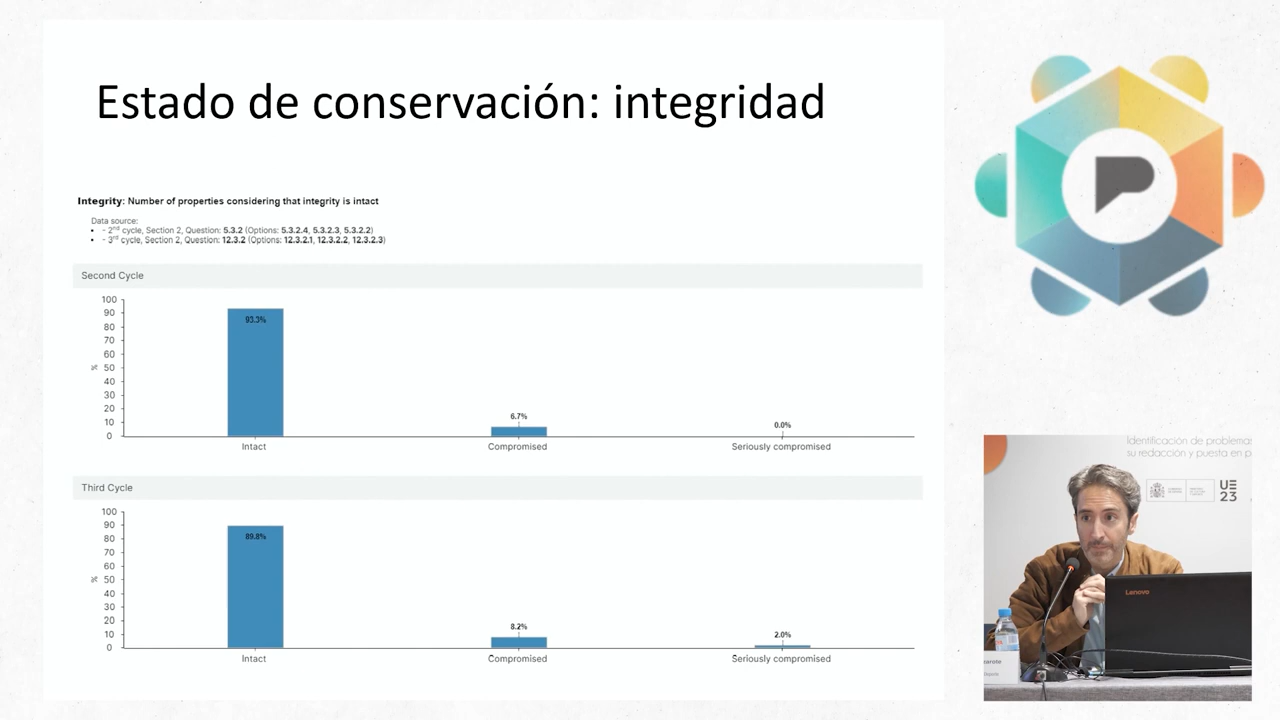 Estado de conservación: integridad
Integrity: Number of properties considering that integrity is intact
Data source:
- 2nd cycle, Section 2, Question: 5.3.2 (Options: 5.3.2.4, 5.3.2.3, 5.3.2.2)
- 3rd cycle, Section 2, Question: 12.3.2 (Options: 12.3.2.1, 12.3.2.2, 12.3.2.3)
Second Cycle
100
90
80
70
60
50
40
30
20
10
0
%
93.3%
6.7%
0.0%
Intact
Compromised
Seriously compromised
Third Cycle
100
90
80
70
60
50
40
30
20
10
0
%
89.8%
8.2%
2.0%
Intact
Compromised
Seriously compromised
Identificación de problemas
su redacción y puesta en p
UE
23
Lenovo
zarote